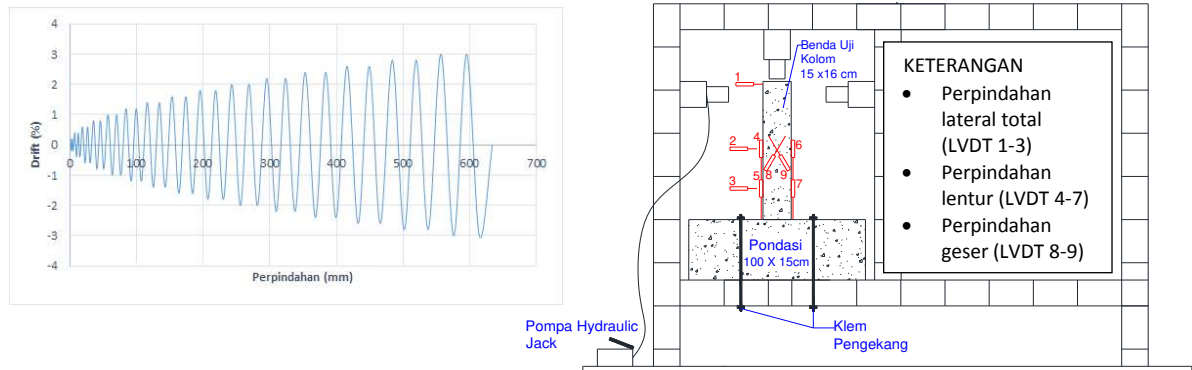 4
3
2
1
0
-1
-2
-3
-4
Drift (%)
0 100 200 300 400 500 600 700
Perpindahan (mm)
Benda Uji
Kolom
15 x16 cm
1
2
3
4
5
6
7
8
9
Pondasi
100 X 15cm
Pompa Hydraulic
Jack
Klem
Pengekang
KETERANGAN
• Perpindahan
lateral total
(LVDT 1-3)
• Perpindahan
lentur (LVDT 4-7)
• Perpindahan
geser (LVDT 8-9)